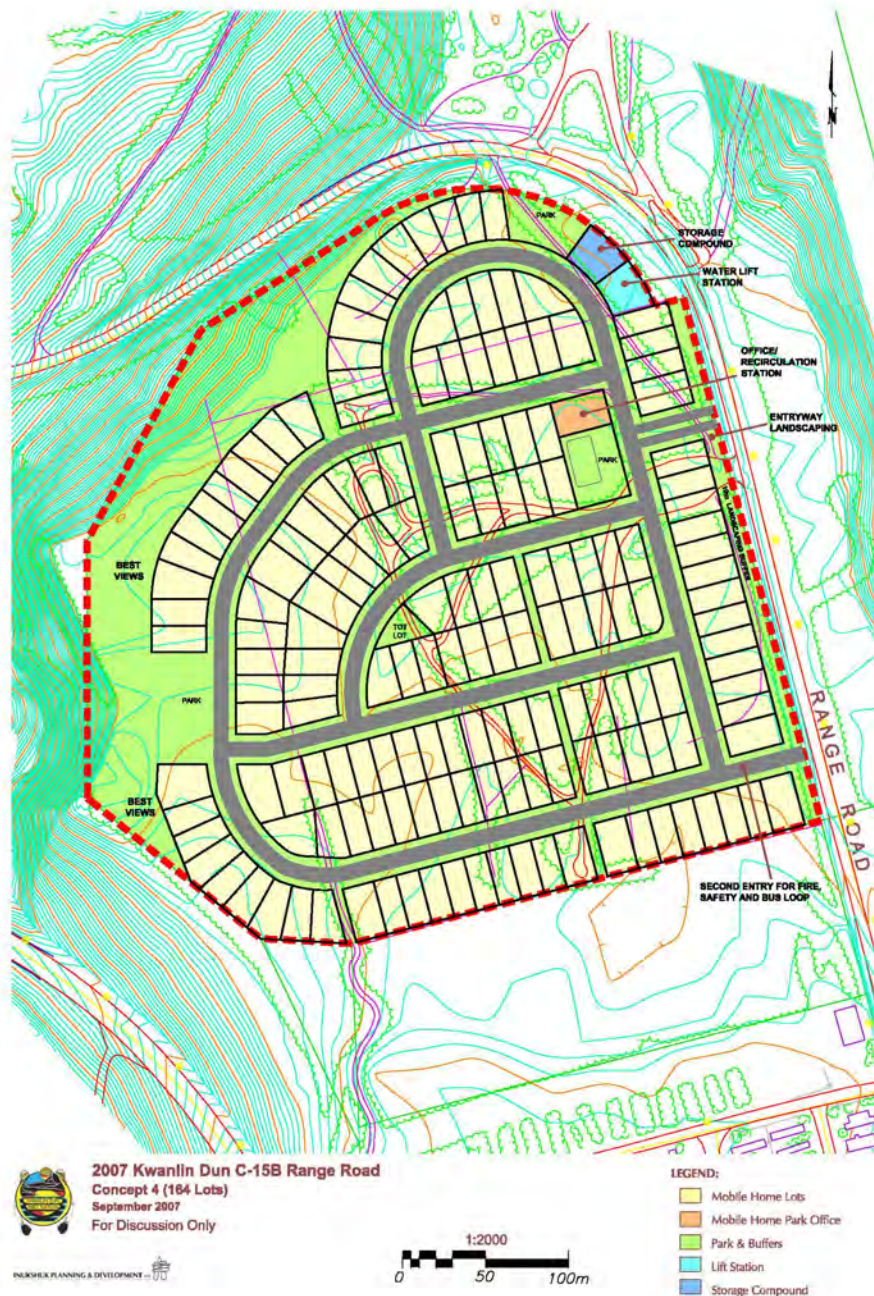 N
PARK
STORAGE
COMPOUND
WATER LIFT
STATION
OFFICE/
RECIRCULATION
STATION
ENTRYWAY
LANDSCAPING
PARK
LANDSCAPING BUFFER
BEST
VIEWS
TOT
LOT
PARK
RANGE ROAD
BEST
VIEWS
SECOND ENTRY FOR FIRE,
SAFETY AND BUS LOOP
2007 Kwanlin Dun C-15B Range Road
Concept 4 (164 Lots)
September 2007
For Discussion Only
INUKSHUK PLANNING & DEVELOPMENT
1:2000
0 50 100m
LEGEND:
Mobile Home Lots
Mobile Home Park Office
Park & Buffers
Lift Station
Storage Compound